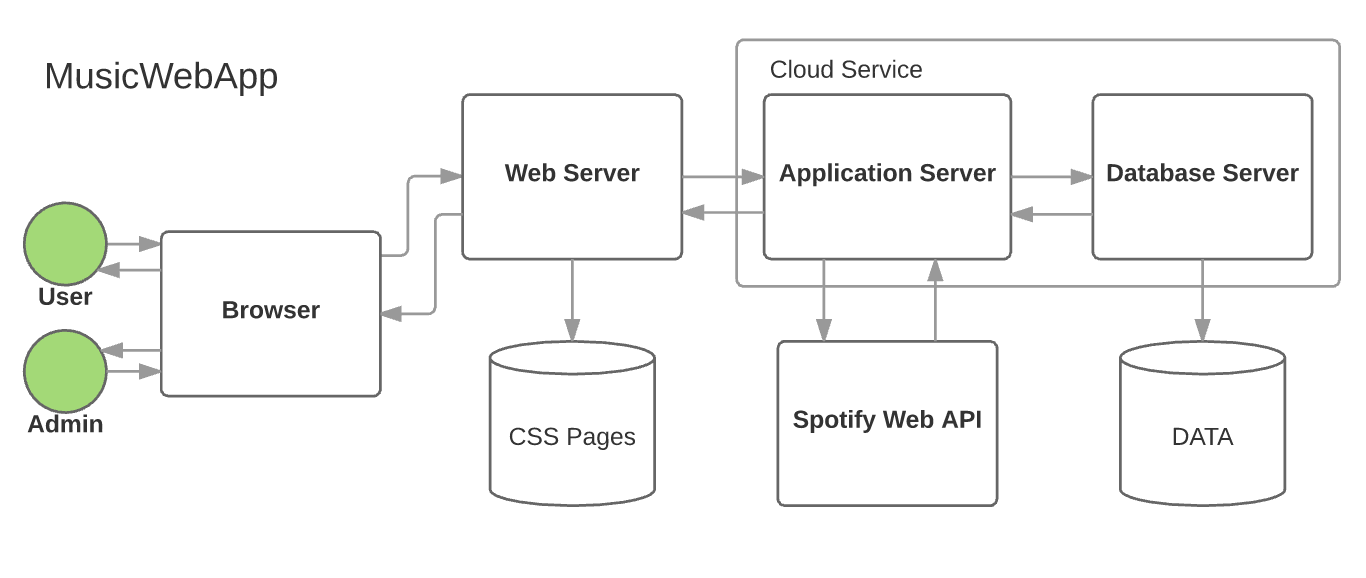 MusicWebApp
Cloud Service
Web Server
Application Server
Database Server
User
Browser
Admin
CSS Pages
Spotify Web API
DATA